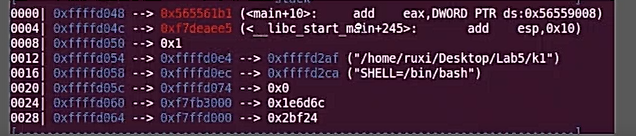 0000| 0xffffd048 --> 0x565561b1 (<main+10>: add eax,DWORD PTR ds:0x56559008)
0004| 0xffffd04c --> 0xf7deaee5 (<__libc_start_main+245>: add esp,0x10)
0008| 0xffffd050 --> 0x1
0012| 0xffffd054 --> 0xffffd0e4 --> 0xffffd2af ("/home/ruxi/Desktop/Lab5/k1")
0016| 0xffffd058 --> 0xffffd0ec --> 0xffffd2ca ("SHELL=/bin/bash")
0020| 0xffffd05c --> 0xffffd074 --> 0x0
0024| 0xffffd060 --> 0xf7fb3000 --> 0x1e6d6c
0028| 0xffffd064 --> 0xf7ffd000 --> 0x2bf24